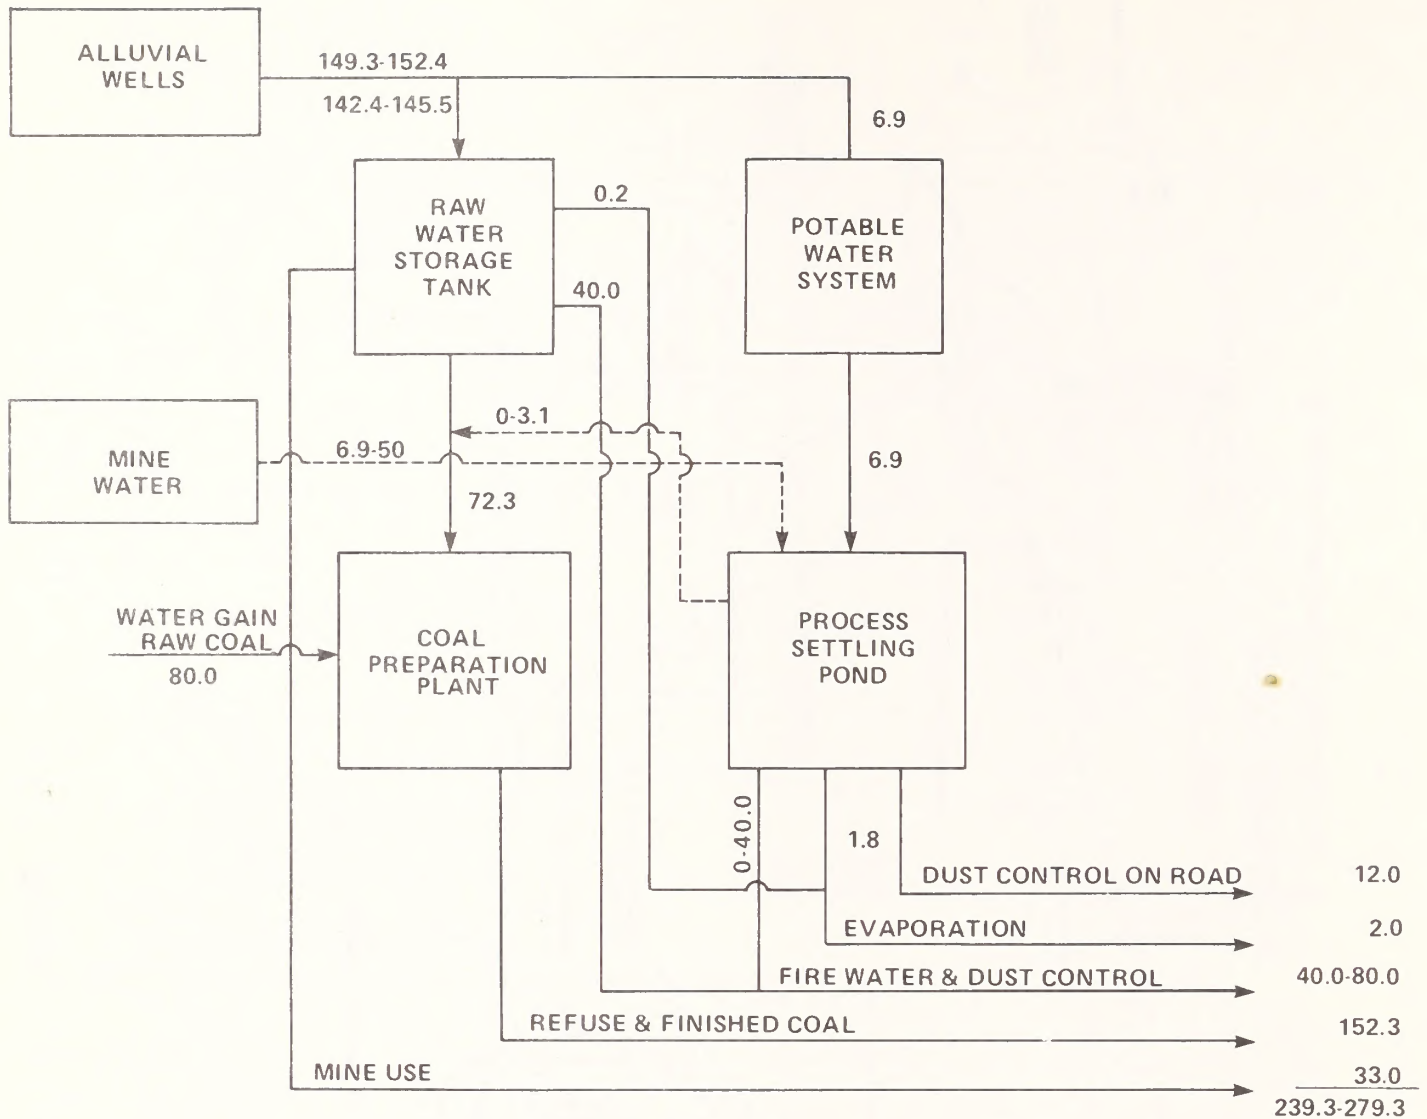 ALLUVIAL
WELLS
149.3-152.4
142.4-145.5
6.9
RAW
WATER
STORAGE
TANK
0.2
40.0
POTABLE
WATER
SYSTEM
MINE
WATER
6.9-50
0-3.1
72.3
6.9
WATER GAIN
RAW COAL
80.0
COAL
PREPARATION
PLANT
PROCESS
SETTLING
POND
0-40.0
1.8
DUST CONTROL ON ROAD 12.0
EVAPORATION 2.0
FIRE WATER & DUST CONTROL 40.0-80.0
REFUSE & FINISHED COAL 152.3
MINE USE 33.0
239.3-279.3